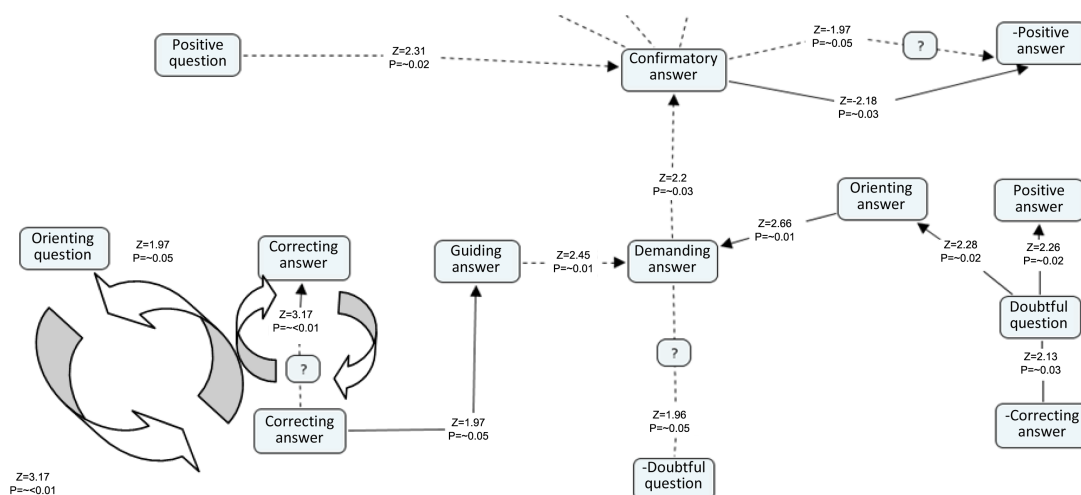 Positive
question
Z=2.31
P=~0.02
Confirmatory
answer
Z=-1.97
P=~0.05
?
-Positive
answer
Z=-2.18
P=~0.03
Z=2.2
P=~0.03
Orienting
answer
Positive
answer
Z=2.66
P=~0.01
Z=2.28
P=~0.02
Z=2.26
P=~0.02
Orienting
question
Z=1.97
P=~0.05
Correcting
answer
Guiding
answer
Z=2.45
P=~0.01
Demanding
answer
Doubtful
question
Z=3.17
P=~<0.01
?
?
Z=2.13
P=~0.03
Correcting
answer
Z=1.97
P=~0.05
Z=1.96
P=~0.05
-Correcting
answer
-Doubtful
question
Z=3.17
P=~<0.01